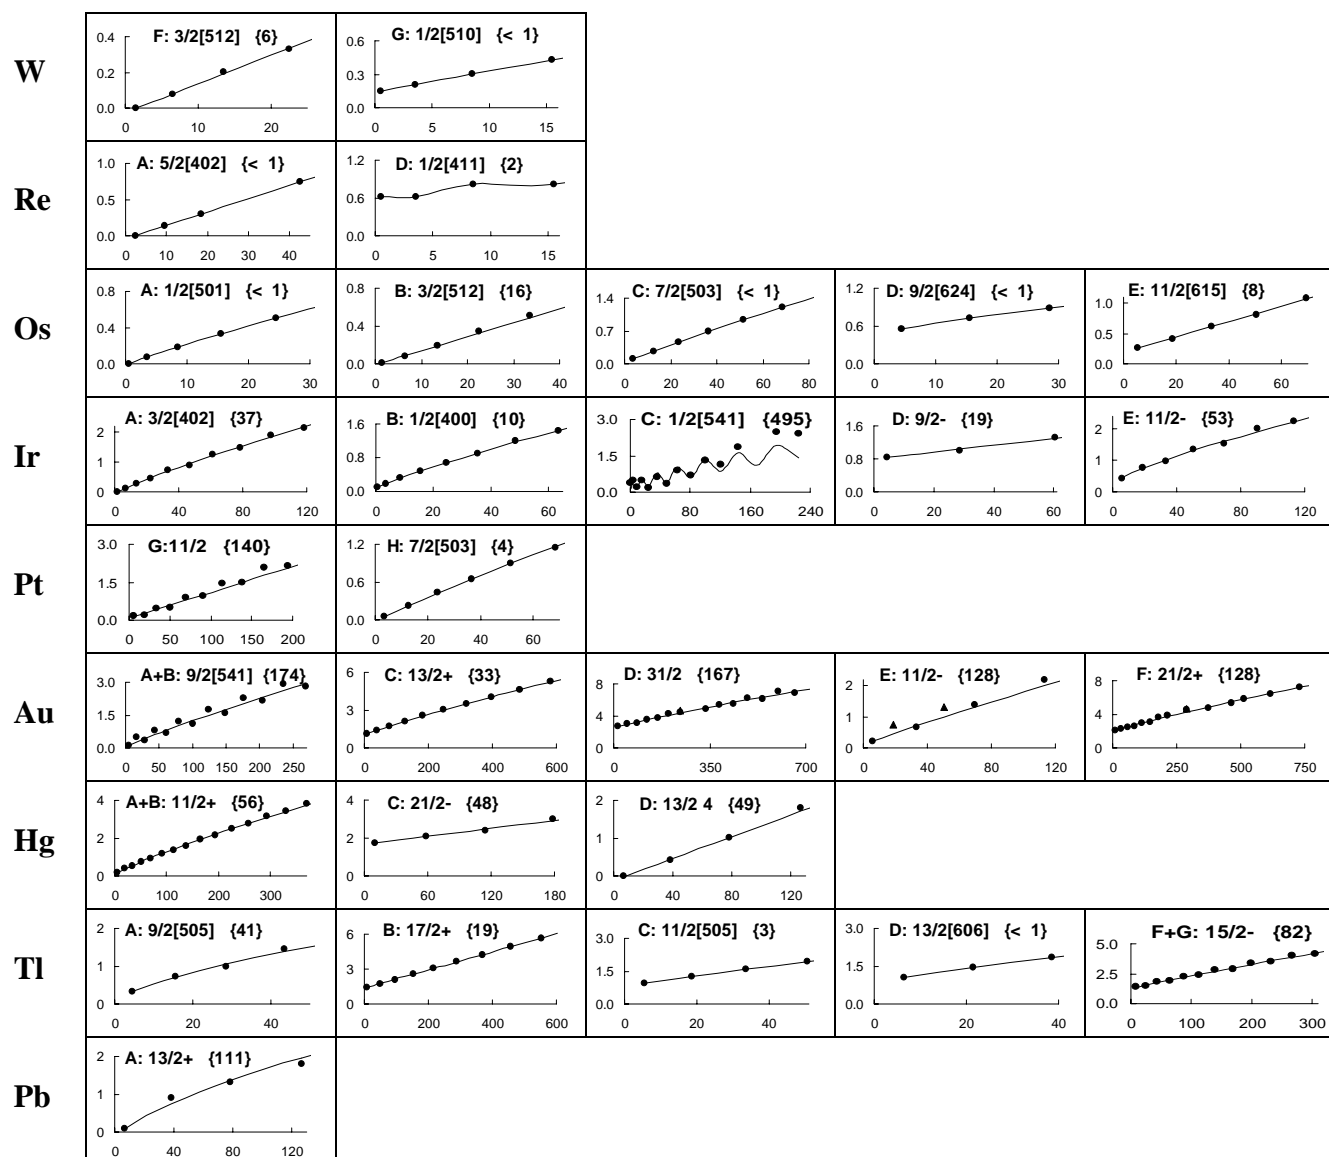 W
F: 3/2[512] {6}
0.4
0.2
0.0
0 10 20
G: 1/2[510] {< 1}
0.6
0.3
0.0
0 5 10 15
Re
A: 5/2[402] {< 1}
1.0
0.5
0.0
0 10 20 30 40
D: 1/2[411] {2}
1.2
0.6
0.0
0 5 10 15
Os
A: 1/2[501] {< 1}
0.8
0.4
0.0
0 10 20 30
B: 3/2[512] {16}
0.8
0.4
0.0
0 10 20 30 40
C: 7/2[503] {< 1}
1.4
0.7
0.0
0 20 40 60 80
D: 9/2[624] {< 1}
1.2
0.6
0.0
0 10 20 30
E: 11/2[615] {8}
1.0
0.5
0.0
0 20 40 60
Ir
A: 3/2[402] {37}
2
1
0
0 40 80 120
B: 1/2[400] {10}
1.6
0.8
0.0
0 20 40 60
C: 1/2[541] {495}
3.0
1.5
0.0
0 80 160 240
D: 9/2- {19}
1.6
0.8
0.0
0 20 40 60
E: 11/2- {53}
2
1
0
0 40 80 120
Pt
G:11/2 {140}
3.0
1.5
0.0
0 50 100 150 200
H: 7/2[503] {4}
1.2
0.6
0.0
0 20 40 60
Au
A+B: 9/2[541] {174}
3.0
1.5
0.0
0 50 100 150 200 250
C: 13/2+ {33}
6
3
0
0 200 400 600
D: 31/2 {167}
8
4
0
0 350 700
E: 11/2- {128}
2
1
0
0 40 80 120
F: 21/2+ {128}
8
4
0
0 250 500 750
Hg
A+B: 11/2+ {56}
4
2
0
0 100 200 300
C: 21/2- {48}
4
2
0
0 60 120 180
D: 13/2 4 {49}
2
1
0
0 40 80 120
Tl
A: 9/2[505] {41}
2
1
0
0 20 40
B: 17/2+ {19}
6
3
0
0 100 200 300 400 500 600
C: 11/2[505] {3}
3.0
1.5
0.0
0 20 40
D: 13/2[606] {< 1}
3.0
1.5
0.0
0 10 20 30 40
F+G: 15/2- {82}
5.0
2.5
0.0
0 100 200 300
Pb
A: 13/2+ {111}
2
1
0
0 40 80 120